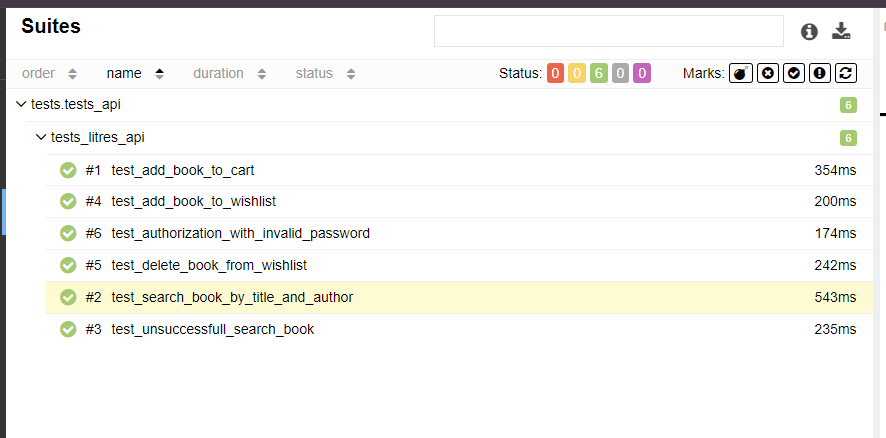 Suites
order name duration status Status: 0 0 6 0 0 Marks:
tests.tests_api 6
tests_litres_api 6
#1 test_add_book_to_cart 354ms
#4 test_add_book_to_wishlist 200ms
#6 test_authorization_with_invalid_password 174ms
#5 test_delete_book_from_wishlist 242ms
#2 test_search_book_by_title_and_author 543ms
#3 test_unsuccessfull_search_book 235ms